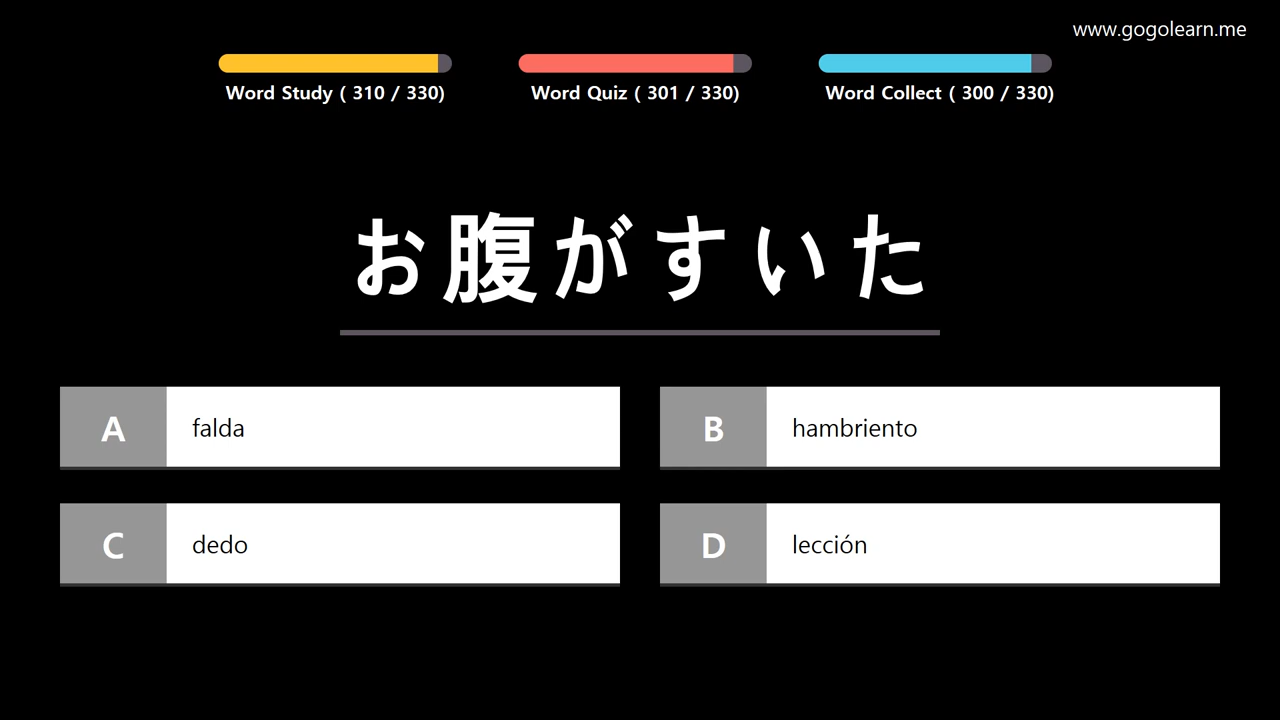 www.gogolearn.me
Word Study ( 310 / 330)
Word Quiz ( 301 / 330)
Word Collect ( 300 / 330)
お腹がすいた
A falda
B hambriento
C dedo
D lección